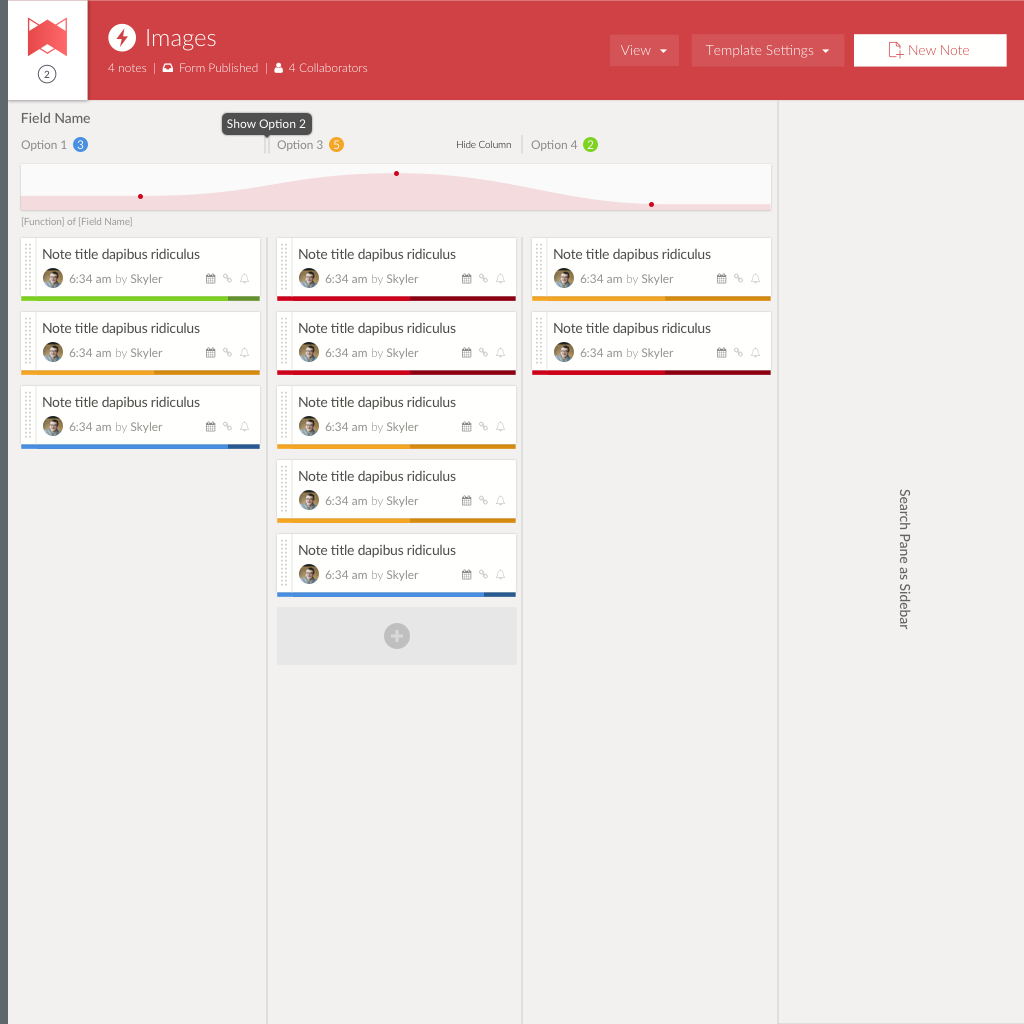 2
Images
4 notes | Form Published | 4 Collaborators
View
Template Settings
New Note
Field Name
Show Option 2
Option 1 3
Option 3 5
Hide Column
Option 4 2
[Function] of [Field Name]
Note title dapibus ridiculus
6:34 am by Skyler
Note title dapibus ridiculus
6:34 am by Skyler
Note title dapibus ridiculus
6:34 am by Skyler
Note title dapibus ridiculus
6:34 am by Skyler
Note title dapibus ridiculus
6:34 am by Skyler
Note title dapibus ridiculus
6:34 am by Skyler
Note title dapibus ridiculus
6:34 am by Skyler
Note title dapibus ridiculus
6:34 am by Skyler
Note title dapibus ridiculus
6:34 am by Skyler
Note title dapibus ridiculus
6:34 am by Skyler
Search Pane as Sidebar